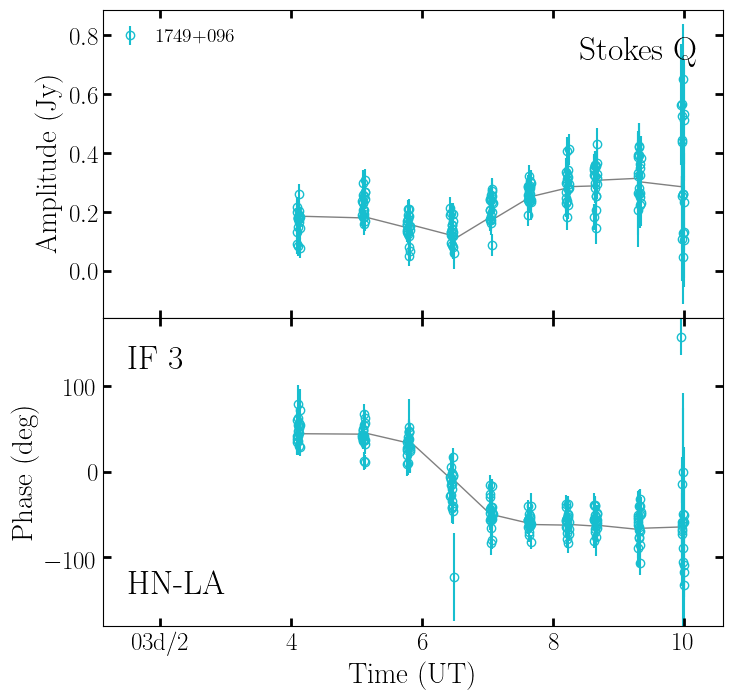 1749+096
Stokes Q
Amplitude (Jy)
0.8
0.6
0.4
0.2
0.0
IF 3
HN-LA
Phase (deg)
100
0
−100
03d/2 4 6 8 10
Time (UT)